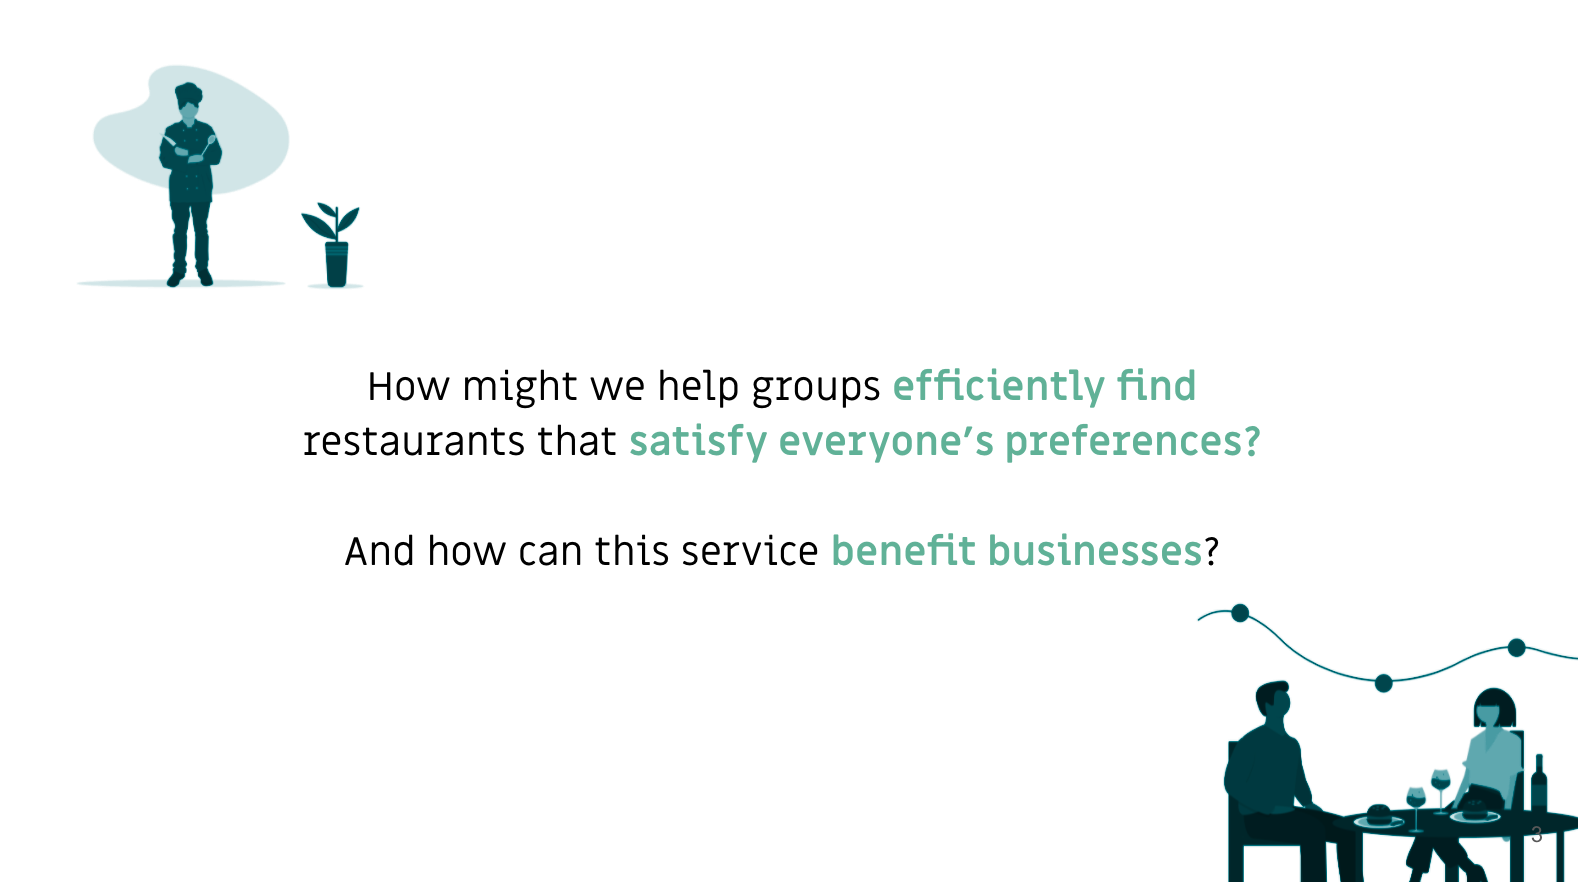 How might we help groups efficiently find
restaurants that satisfy everyone’s preferences?
And how can this service benefit businesses?
3